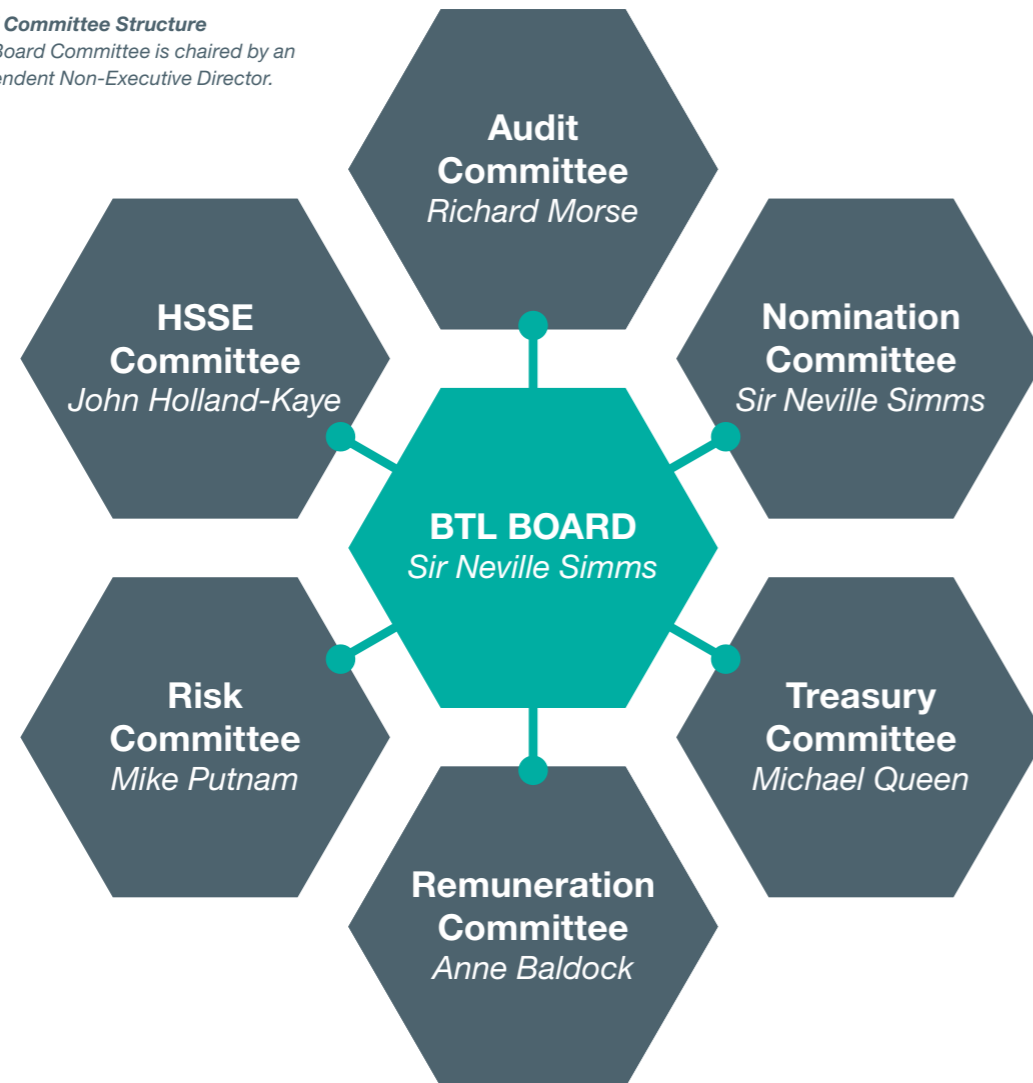 Committee Structure
Board Committee is chaired by an
Non-Executive Director.
Audit
Committee
Richard Morse
HSSE
Committee
John Holland-Kaye
Nomination
Committee
Sir Neville Simms
BTL BOARD
Sir Neville Simms
Risk
Committee
Mike Putnam
Treasury
Committee
Michael Queen
Remuneration
Committee
Anne Baldock